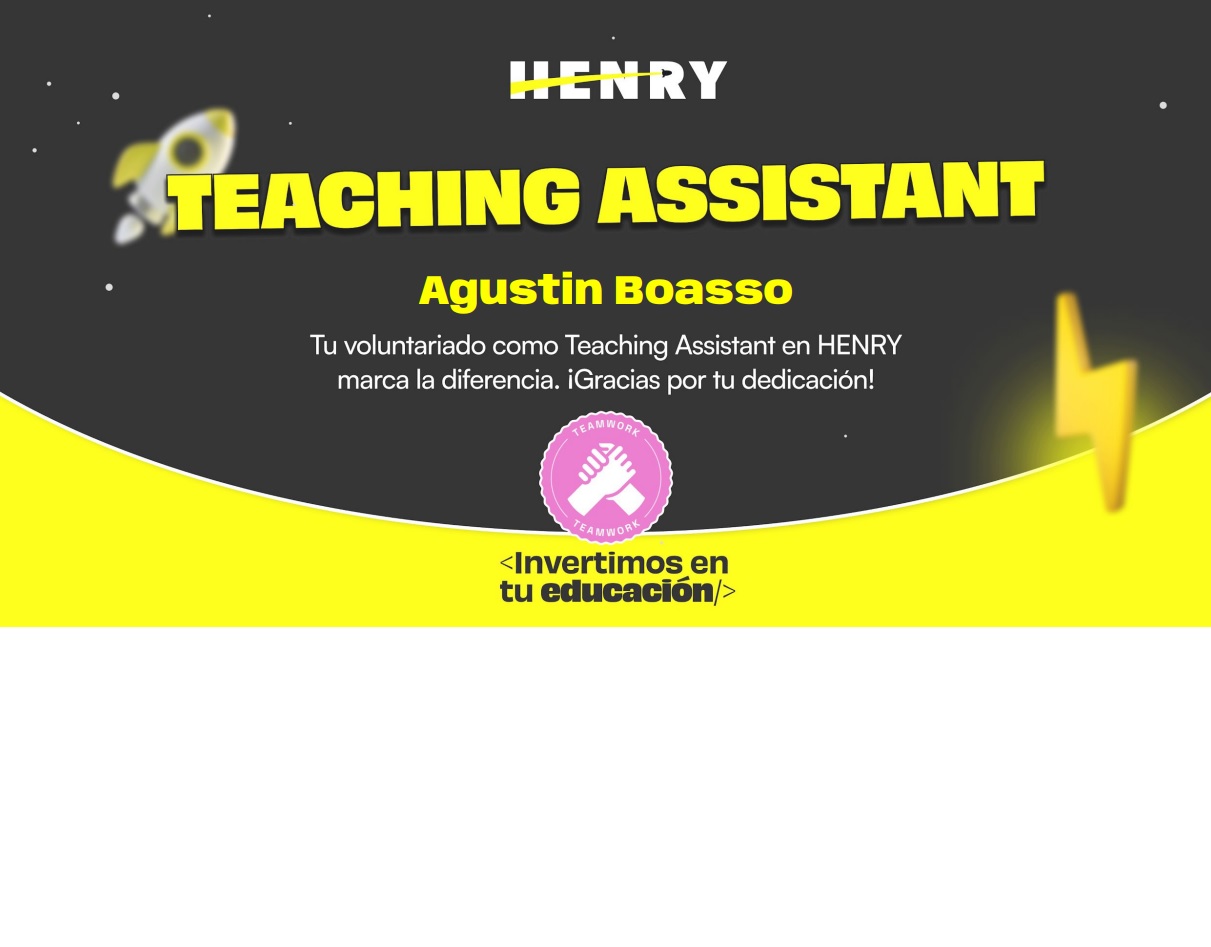 HENRY
TEACHING ASSISTANT
Agustin Boasso
Tu voluntariado como Teaching Assistant en HENRY
marca la diferencia. ¡Gracias por tu dedicación!
TEAMWORK
TEAMWORK
<Invertimos en
tu educación/>